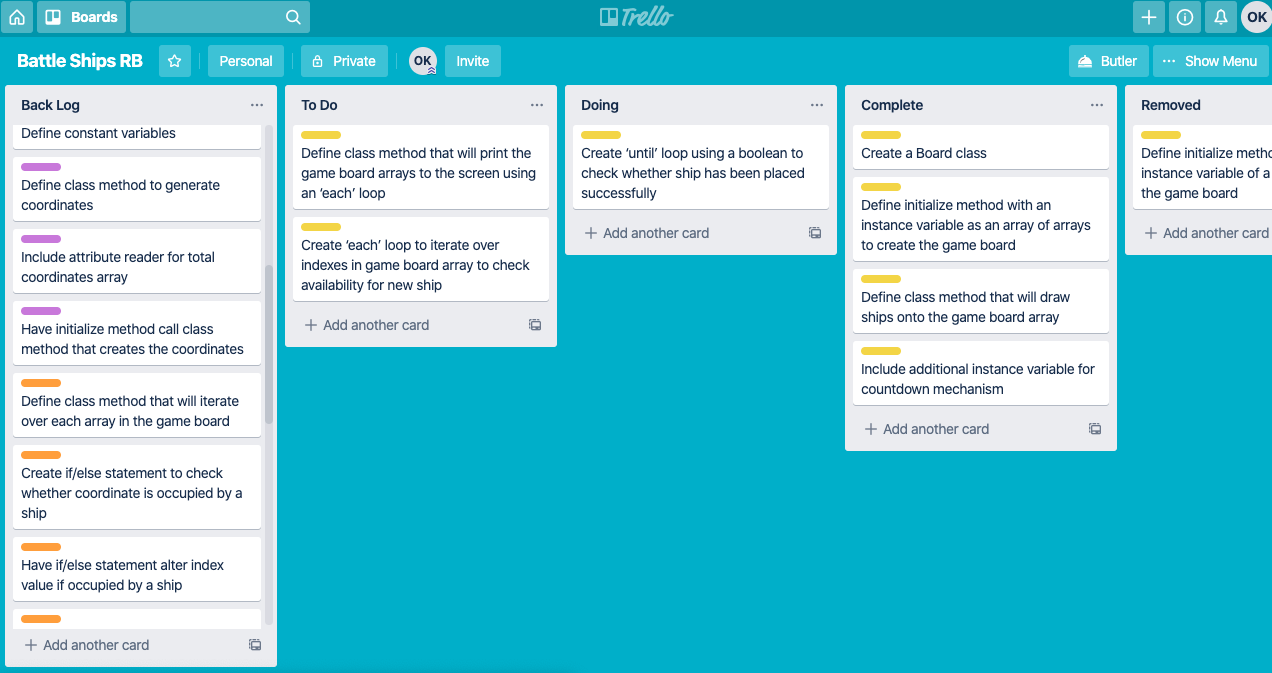 Boards
Trello
OK
Battle Ships RB
Personal
Private
OK
Invite
Butler
Show Menu
Back Log
Define constant variables
Define class method to generate
coordinates
Include attribute reader for total
coordinates array
Have initialize method call class
method that creates the coordinates
Define class method that will iterate
over each array in the game board
Create if/else statement to check
whether coordinate is occupied by a
ship
Have if/else statement alter index
value if occupied by a ship
Add another card
To Do
Define class method that will print the
game board arrays to the screen using
an ‘each’ loop
Create ‘each’ loop to iterate over
indexes in game board array to check
availability for new ship
Add another card
Doing
Create ‘until’ loop using a boolean to
check whether ship has been placed
successfully
Add another card
Complete
Create a Board class
Define initialize method with an
instance variable as an array of arrays
to create the game board
Define class method that will draw
ships onto the game board array
Include additional instance variable for
countdown mechanism
Add another card
Removed
Define initialize metho
instance variable of a
the game board
Add another card